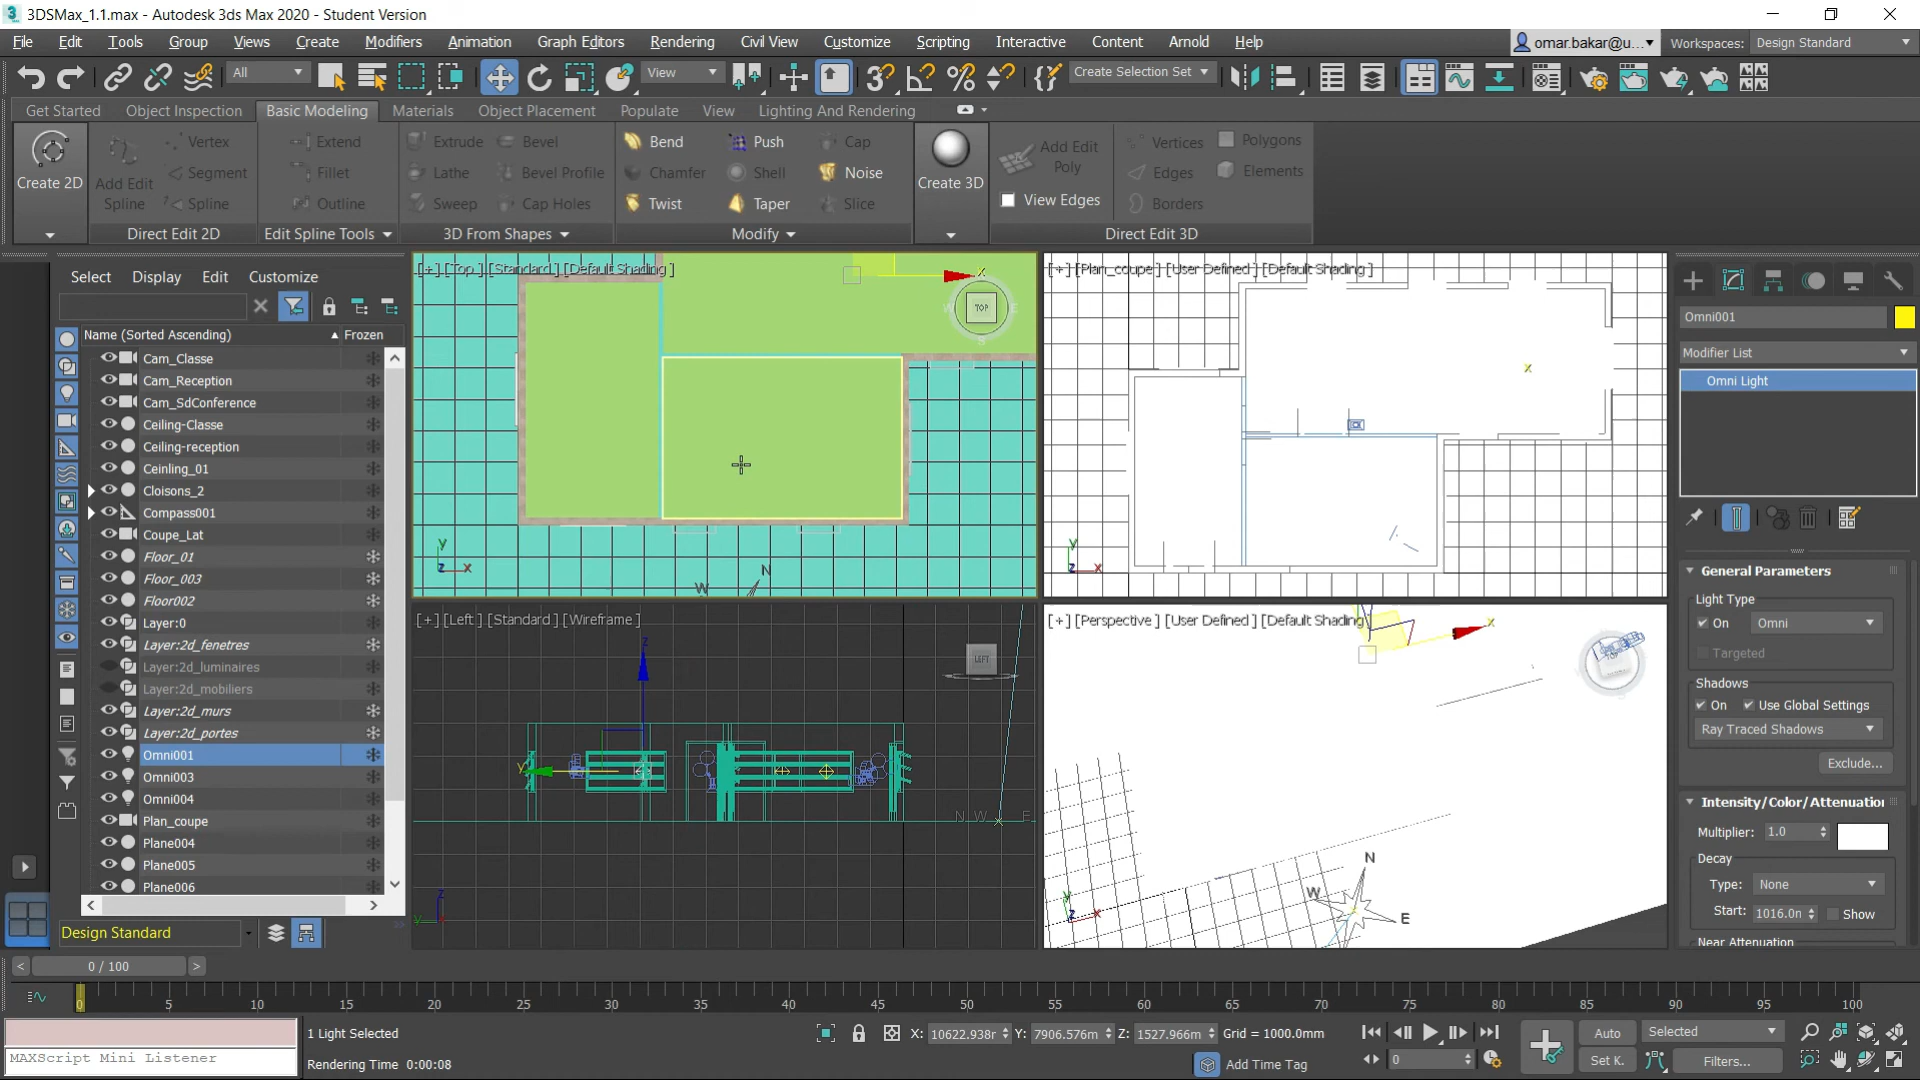 3DSMax_1.1.max - Autodesk 3ds Max 2020 - Student Version
File Edit Tools Group Views Create Modifiers Animation Graph Editors Rendering Civil View Customize Scripting Interactive Content Arnold Help omar.bakar@u... Workspaces: Design Standard
All View Create Selection Set
Get Started Object Inspection Basic Modeling Materials Object Placement Populate View Lighting And Rendering
Vertex Extend Extrude Bevel Bend Push Cap Add Edit Poly Vertices Polygons
Create 2D Add Edit Spline Segment Fillet Lathe Bevel Profile Chamfer Shell Noise Create 3D Edges Elements
Spline Outline Sweep Cap Holes Twist Taper Slice View Edges Borders
Direct Edit 2D Edit Spline Tools 3D From Shapes Modify Direct Edit 3D
Select Display Edit Customize
Name (Sorted Ascending) Frozen
Cam_Classe
Cam_Reception
Cam_SdConference
Ceiling-Classe
Ceiling-reception
Ceinling_01
Cloisons_2
Compass001
Coupe_Lat
Floor_01
Floor_003
Floor002
Layer:0
Layer:2d_fenetres
Layer:2d_luminaires
Layer:2d_mobiliers
Layer:2d_murs
Layer:2d_portes
Omni001
Omni003
Omni004
Plan_coupe
Plane004
Plane005
Plane006
Design Standard
[+] [Top ] [Standard ] [Default Shading ]
x
TOP
S
y
z x
N
W
[+] [Plan_coupe] [User Defined ] [Default Shading ]
x
y
z x
[+] [Left ] [Standard ] [Wireframe ]
z
LEFT
y
N W E
z
y
[+] [Perspective ] [User Defined ] [Default Shading]
x
TOP
N
W
E
y
z x
Omni001
Modifier List
Omni Light
General Parameters
Light Type
On Omni
Targeted
Shadows
On Use Global Settings
Ray Traced Shadows
Exclude...
Intensity/Color/Attenuation
Multiplier: 1.0
Decay
Type: None
Start: 1016.0n Show
Near Attenuation
< 0 / 100 >
0 5 10 15 20 25 30 35 40 45 50 55 60 65 70 75 80 85 90 95 100
1 Light Selected X: 10622.938r Y: 7906.576m Z: 1527.966m Grid = 1000.0mm Auto Selected
MAXScript Mini Listener Rendering Time 0:00:08 Add Time Tag 0 Set K. Filters...